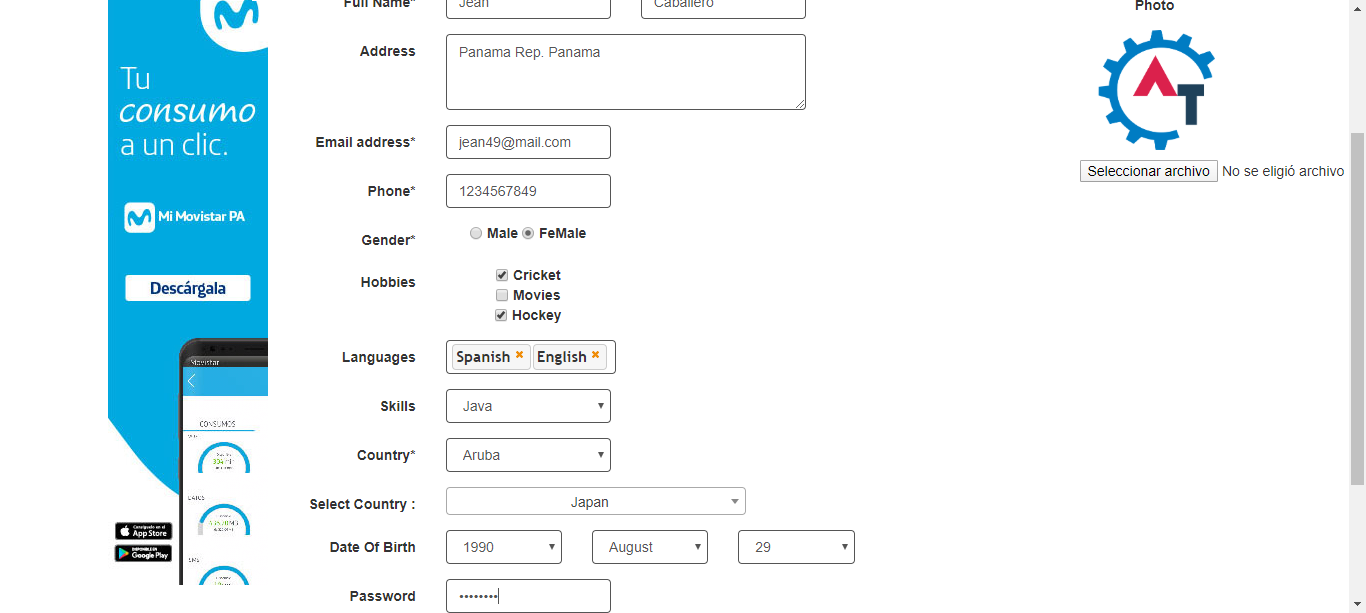 Tu
consumo
a un clic.
Mi Movistar PA
Descárgala
Movistar
CONSUMOS
DATOS
SMS
App Store
Google Play
Full Name*
Jean
Caballero
Address
Panama Rep. Panama
Email address*
jean49@mail.com
Phone*
1234567849
Gender*
Male
FeMale
Hobbies
Cricket
Movies
Hockey
Languages
Spanish
English
Skills
Java
Country*
Aruba
Select Country :
Japan
Date Of Birth
1990
August
29
Password
••••••••
Photo
AT
Seleccionar archivo
No se eligió archivo